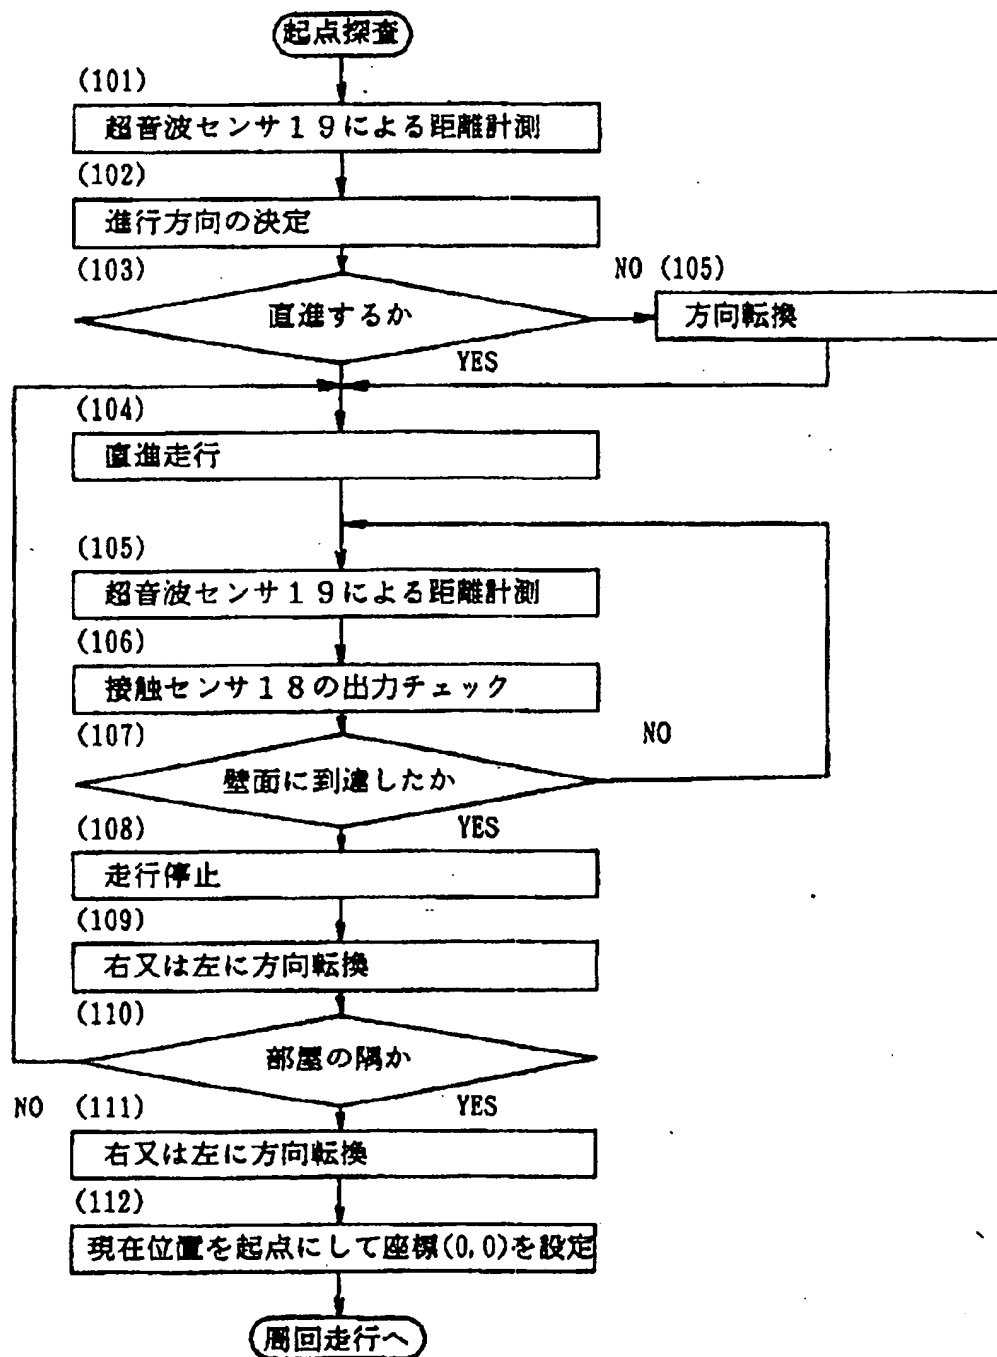 起点探査
(101)
超音波センサ19による距離計測
(102)
進行方向の決定
(103)
直進するか
NO (105)
方向転換
YES
(104)
直進走行
(105)
超音波センサ19による距離計測
(106)
接触センサ18の出力チェック
(107)
NO
壁面に到達したか
(108)
YES
走行停止
(109)
右又は左に方向転換
(110)
部屋の隅か
NO (111)
YES
右又は左に方向転換
(112)
現在位置を起点にして座標(0,0)を設定
周回走行へ